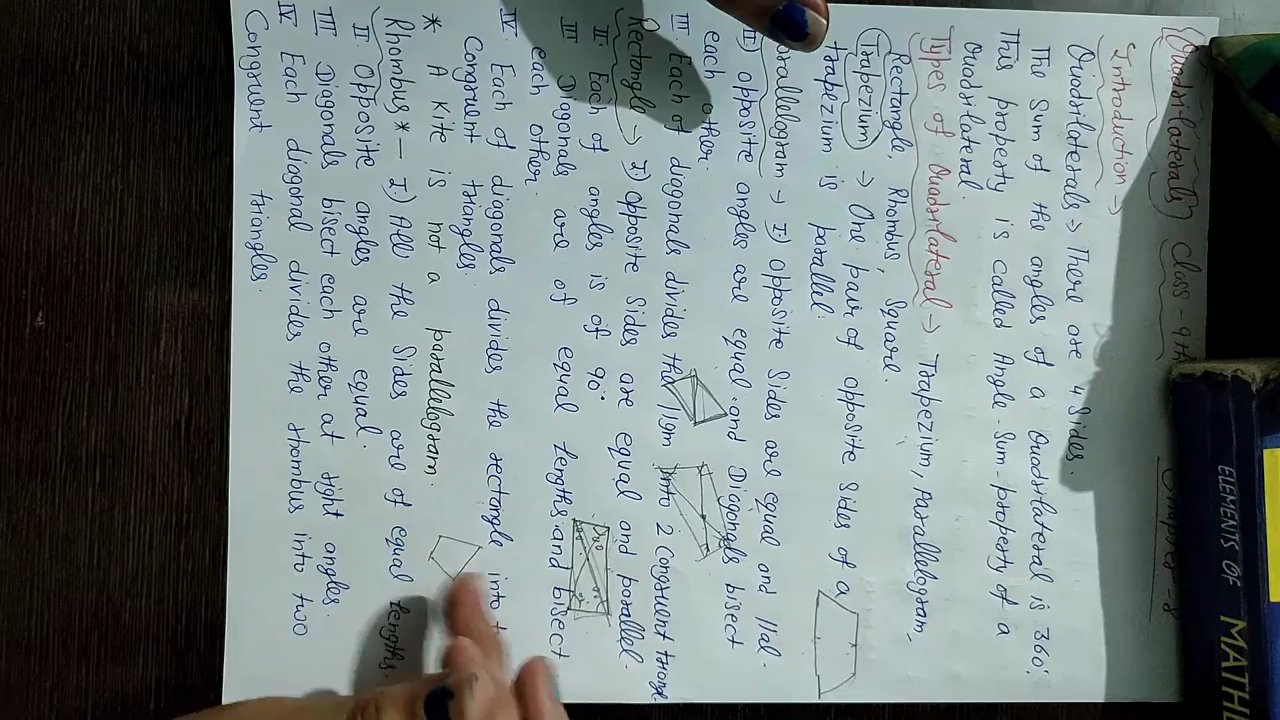 Quadrilaterals Class - 9th
Introduction →
Quadrilaterals → There are 4 Sides.
The Sum of the angles of a Quadrilateral is 360°.
This property is called Angle-Sum-property of a
Quadrilateral.
Types of Quadrilateral → Trapezium, Parallelogram,
Rectangle, Rhombus, Square.
Trapezium → One pair of opposite sides of a
trapezium is parallel.
arallelogram → I) opposite Sides are equal and llal.
II) opposite angles are equal and Diagonals bisect
each other.
III Each of diagonals divides the llgm into 2 Congruent triangl
Rectangle → I) opposite Sides are equal and parallel.
II. Each of angles is of 90°
III Diagonals are of equal lengths and bisect
each other.
IV. Each of diagonals divides the rectangle into
Congruent triangles.
* A Kite is not a parallelogram.
Rhombus * — I) All the Sides are of equal lengths.
II. Opposite angles are equal.
III Diagonals bisect each other at right angles.
IV Each diagonal divides the rhombus into two
Congruent triangles.
ELEMENTS OF MATH